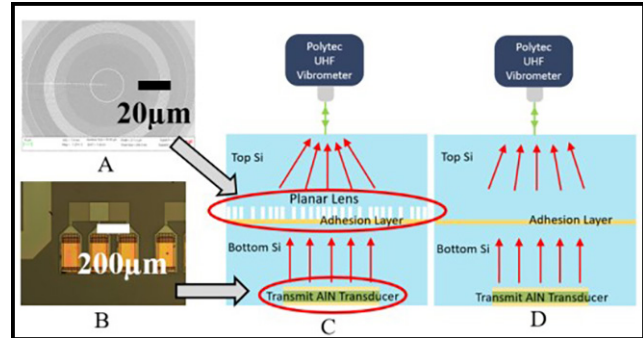 20µm
A
200µm
B
Polytec
UHF
Vibrometer
Top Si
Planar Lens
Adhesion Layer
Bottom Si
Transmit AlN Transducer
C
Polytec
UHF
Vibrometer
Top Si
Adhesion Layer
Bottom Si
Transmit AlN Transducer
D